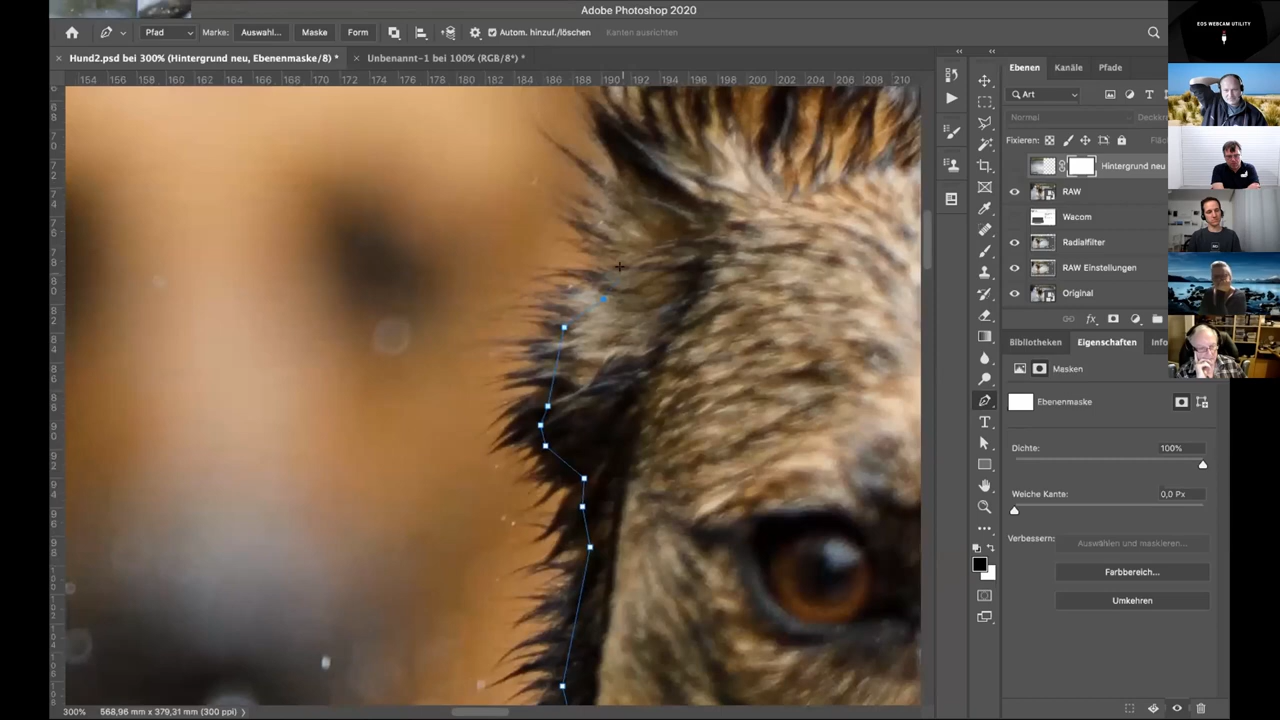 Adobe Photoshop 2020
Pfad
Marke:
Auswahl...
Maske
Form
Autom. hinzuf./löschen
Kanten ausrichten
EOS WEBCAM UTILITY
× Hund2.psd bei 300% (Hintergrund neu, Ebenenmaske/8) *
× Unbenannt-1 bei 100% (RGB/8*) *
154 156 158 160 162 164 166 168 170 172 174 176 178 180 182 184 186 188 190 192 194 196 198 200 202 204 206 208 210
Ebenen
Kanäle
Pfade
Art
Normal
Deckkr
Fixieren:
Hintergrund neu
RAW
Wacom
Radialfilter
RAW Einstellungen
Original
Bibliotheken
Eigenschaften
Info
Masken
Ebenenmaske
Dichte:
100%
Weiche Kante:
0,0 Px
Verbessern:
Auswählen und maskieren...
Farbbereich...
Umkehren
300%
568,96 mm x 379,31 mm (300 ppi)